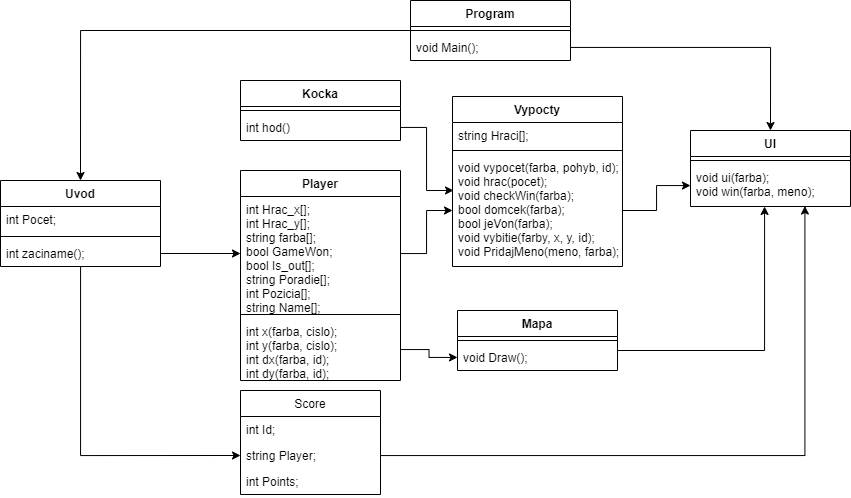 Program
void Main();
Kocka
int hod()
Vypocty
string Hraci[];
void vypocet(farba, pohyb, id);
void hrac(pocet);
void checkWin(farba);
bool domcek(farba);
bool jeVon(farba);
void vybitie(farby, x, y, id);
void PridajMeno(meno, farba);
UI
void ui(farba);
void win(farba, meno);
Uvod
int Pocet;
int zaciname();
Player
int Hrac_x[];
int Hrac_y[];
string farba[];
bool GameWon;
bool Is_out[];
string Poradie[];
int Pozicia[];
string Name[];
int x(farba, cislo);
int y(farba, cislo);
int dx(farba, id);
int dy(farba, id);
Mapa
void Draw();
Score
int Id;
string Player;
int Points;